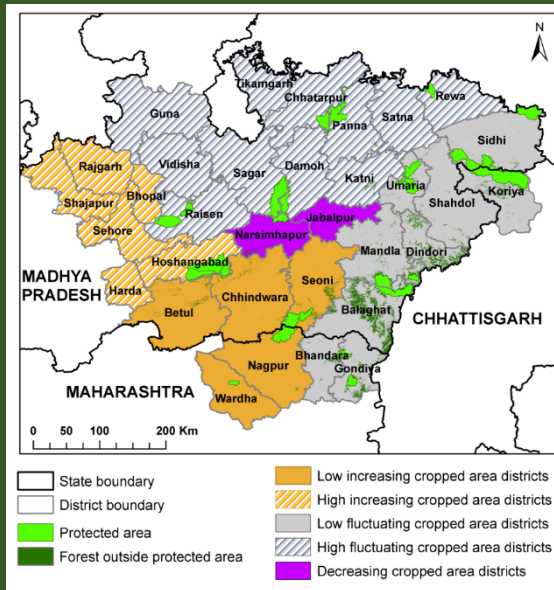 N
Tikamgarh
Chhatarpur
Rewa
Guna
Panna
Satna
Sidhi
Rajgarh
Vidisha
Sagar
Damoh
Katni
Umaria
Koriya
Shajapur
Bhopal
Raisen
Shahdol
Sehore
Jabalpur
Narsimhapur
Hoshangabad
Mandla
Dindori
MADHYA
PRADESH
Harda
Seoni
Chhindwara
Betul
Balaghat
CHHATTISGARH
Nagpur
Bhandara
Gondiya
MAHARASHTRA
Wardha
0 50 100 200 Km
State boundary
District boundary
Protected area
Forest outside protected area
Low increasing cropped area districts
High increasing cropped area districts
Low fluctuating cropped area districts
High fluctuating cropped area districts
Decreasing cropped area districts